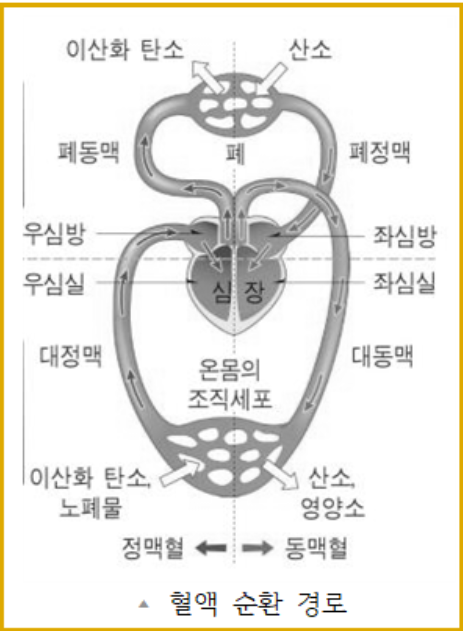 이산화 탄소
산소
폐동맥
폐
폐정맥
우심방
좌심방
우심실
심장
좌심실
대정맥
대동맥
온몸의
조직세포
이산화 탄소,
노폐물
산소,
영양소
정맥혈
동맥혈
▲ 혈액 순환 경로